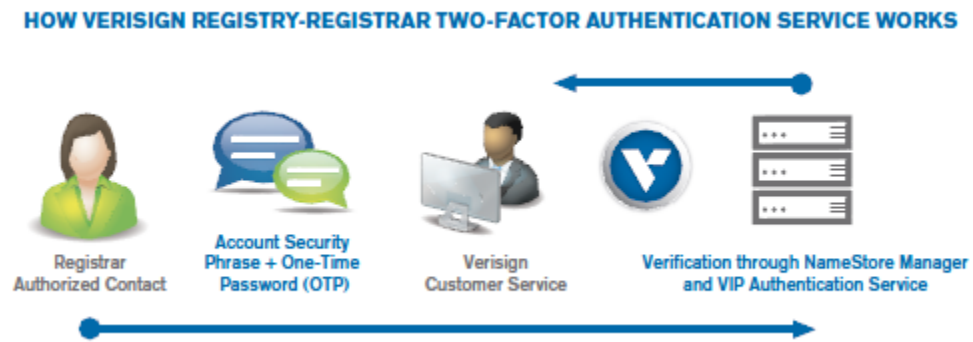 HOW VERISIGN REGISTRY-REGISTRAR TWO-FACTOR AUTHENTICATION SERVICE WORKS
Registrar
Authorized Contact
Account Security
Phrase + One-Time
Password (OTP)
Verisign
Customer Service
Verification through NameStore Manager
and VIP Authentication Service